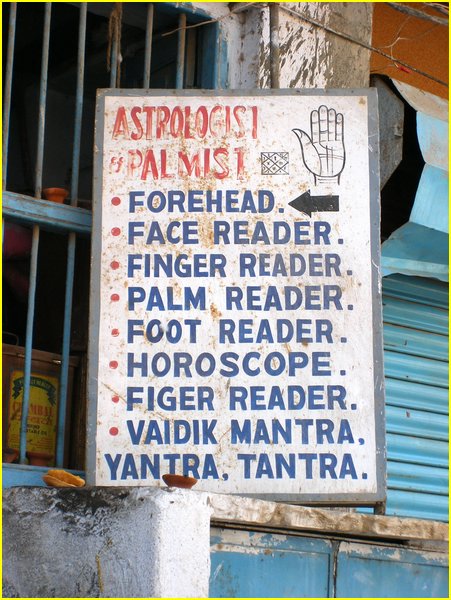 ASTROLOGIST
& PALMIST
FOREHEAD.
FACE READER.
FINGER READER.
PALM READER.
FOOT READER.
HOROSCOPE.
FIGER READER.
VAIDIK MANTRA,
YANTRA, TANTRA.